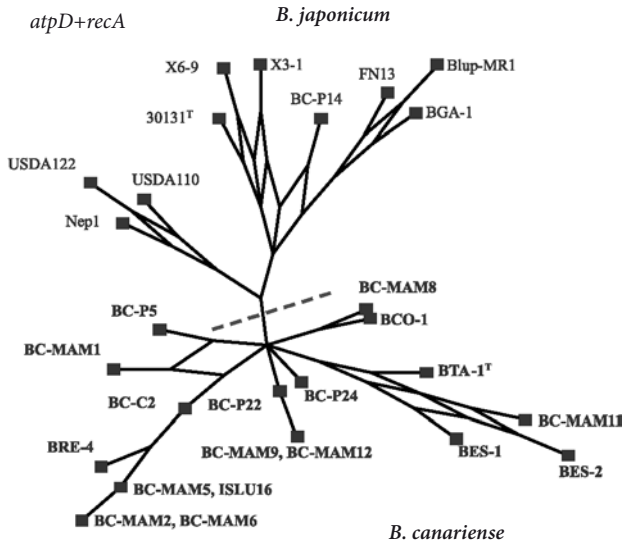 atpD+recA
B. japonicum
X6-9
X3-1
FN13
Blup-MR1
BC-P14
BGA-1
30131ᵀ
USDA122
USDA110
Nep1
BC-MAM8
BC-P5
BCO-1
BC-MAM1
BTA-1ᵀ
BC-C2
BC-P22
BC-P24
BC-MAM11
BRE-4
BC-MAM9, BC-MAM12
BES-1
BES-2
BC-MAM5, ISLU16
BC-MAM2, BC-MAM6
B. canariense